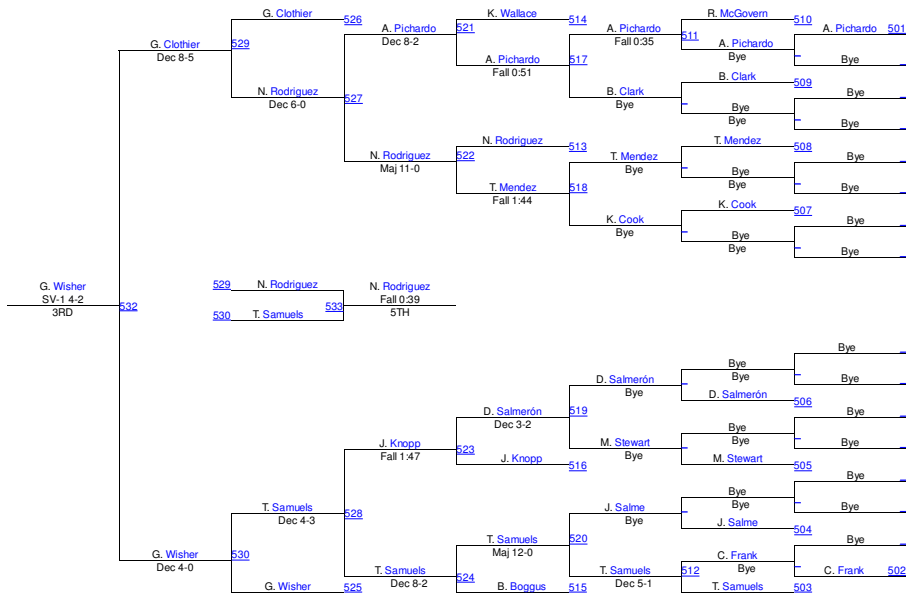 G. Clothier 526 K. Wallace 514 R. McGovern 510
A. Pichardo 521 A. Pichardo 511 A. Pichardo 501
Dec 8-2 Fall 0:35 A. Pichardo
G. Clothier 529 Bye Bye
Dec 8-5 A. Pichardo 517
Fall 0:51 B. Clark 509
N. Rodriguez 527 B. Clark Bye
Dec 6-0 Bye Bye
Bye Bye
Bye
N. Rodriguez 513 T. Mendez 508
N. Rodriguez 522 T. Mendez Bye
Maj 11-0 Bye Bye
T. Mendez 518 Bye Bye
Fall 1:44 K. Cook 507
K. Cook Bye
Bye Bye
Bye Bye
529 N. Rodriguez N. Rodriguez
G. Wisher Fall 0:39
SV-1 4-2 532 533 5TH
3RD 530 T. Samuels
Bye
D. Salmerón Bye
Bye Bye Bye
D. Salmerón 506
D. Salmerón 519 Bye
Dec 3-2 Bye
J. Knopp 523 M. Stewart Bye Bye
Fall 1:47 Bye
J. Knopp 516 M. Stewart 505
Bye
T. Samuels 528 J. Salme Bye
Dec 4-3 Bye Bye Bye
J. Salme 504
T. Samuels 520 Bye
Maj 12-0
G. Wisher 530 C. Frank
Dec 4-0 T. Samuels 524 T. Samuels 512 Bye C. Frank 502
Dec 8-2 Dec 5-1
G. Wisher 525 B. Boggus 515 T. Samuels 503